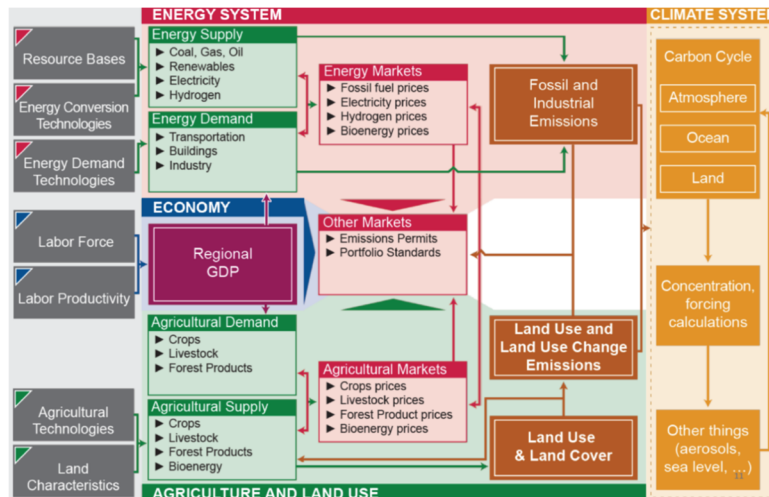 ENERGY SYSTEM
CLIMATE SYSTEM
Resource Bases
Energy Conversion
Technologies
Energy Demand
Technologies
Labor Force
Labor Productivity
Agricultural
Technologies
Land
Characteristics
Energy Supply
► Coal, Gas, Oil
► Renewables
► Electricity
► Hydrogen
Energy Demand
► Transportation
► Buildings
► Industry
Energy Markets
► Fossil fuel prices
► Electricity prices
► Hydrogen prices
► Bioenergy prices
Fossil and
Industrial
Emissions
ECONOMY
Regional
GDP
Other Markets
► Emissions Permits
► Portfolio Standards
Agricultural Demand
► Crops
► Livestock
► Forest Products
Agricultural Supply
► Crops
► Livestock
► Forest Products
► Bioenergy
Agricultural Markets
► Crops prices
► Livestock prices
► Forest Product prices
► Bioenergy prices
Land Use and
Land Use Change
Emissions
Land Use
& Land Cover
AGRICULTURE AND LAND USE
Carbon Cycle
Atmosphere
Ocean
Land
Concentration,
forcing
calculations
Other things
(aerosols,
sea level, …)
11